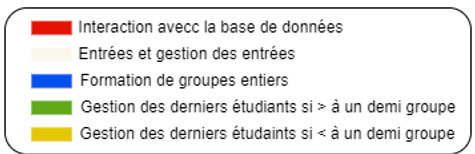 Interaction avecc la base de données
Entrées et gestion des entrées
Formation de groupes entiers
Gestion des derniers étudiants si > à un demi groupe
Gestion des derniers étudaints si < à un demi groupe